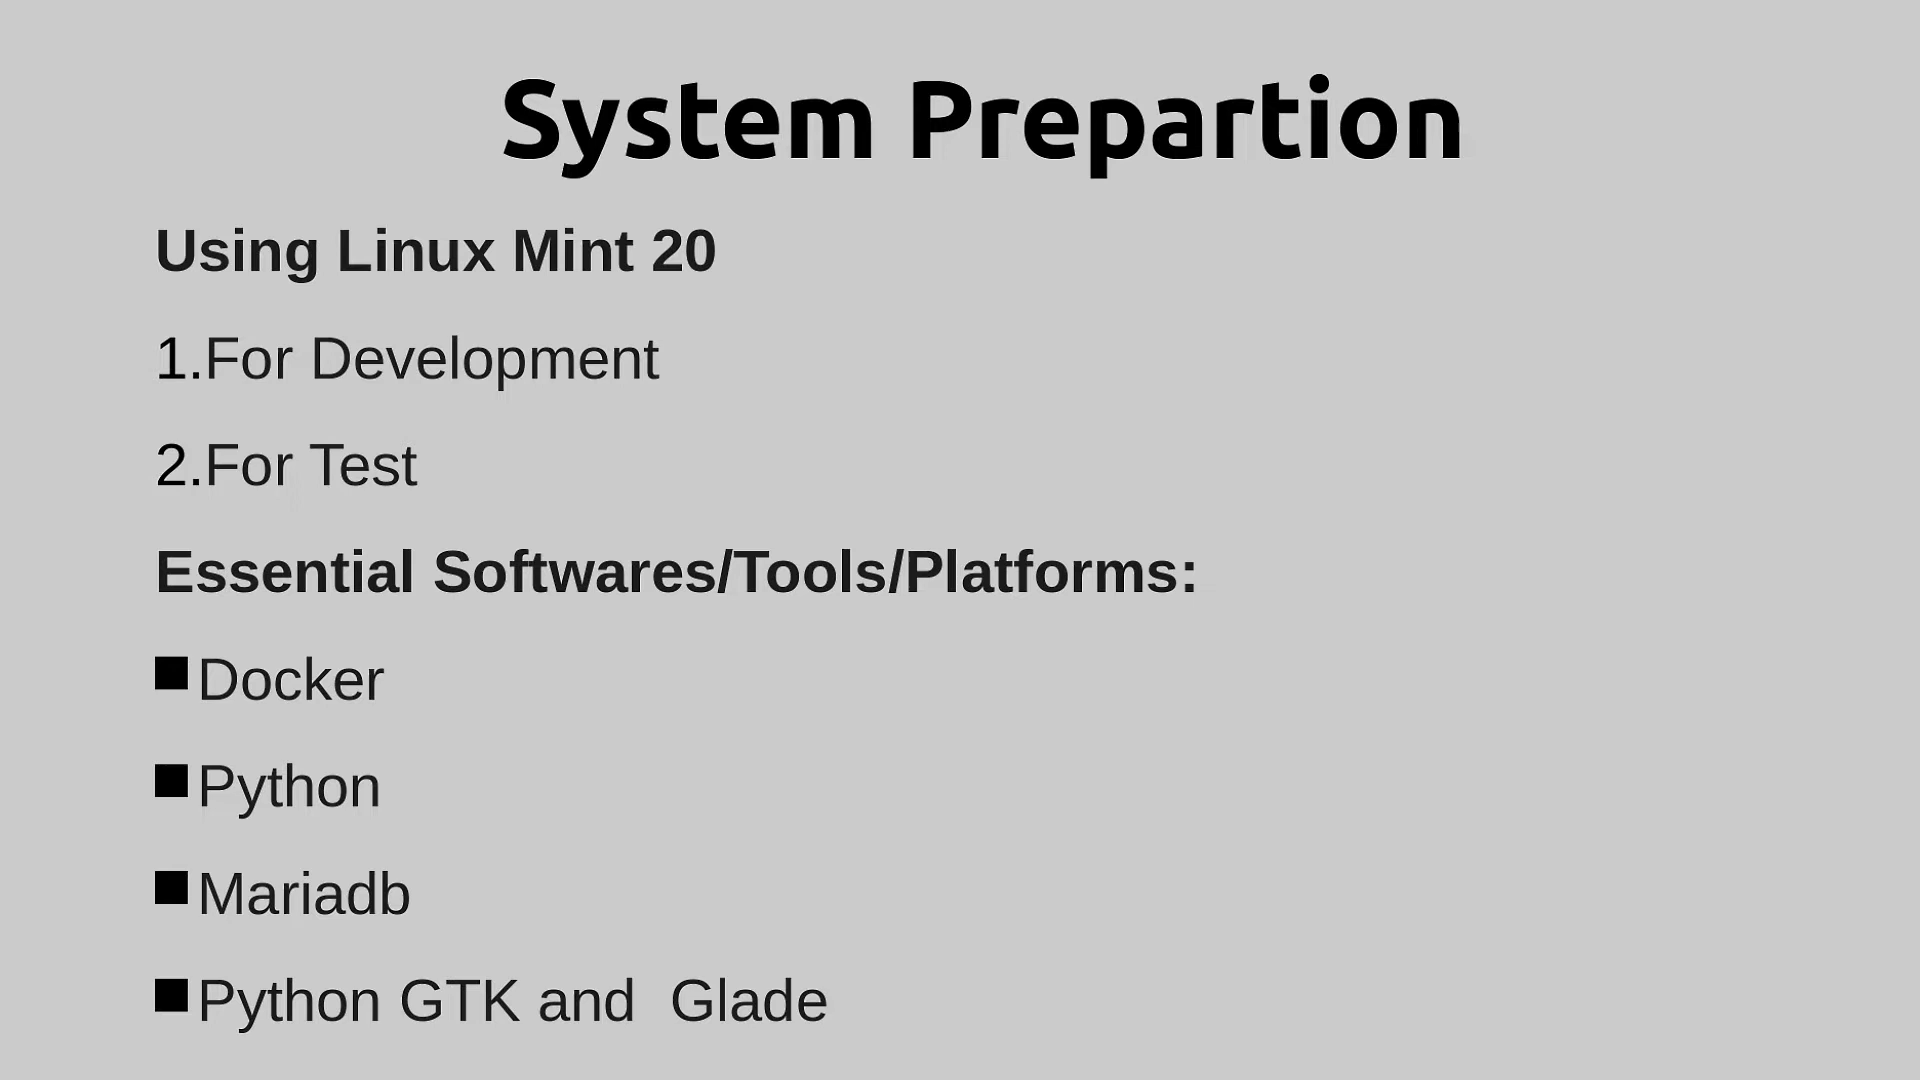 System Prepartion
Using Linux Mint 20
1.For Development
2.For Test
Essential Softwares/Tools/Platforms:
■Docker
■Python
■Mariadb
■Python GTK and  Glade